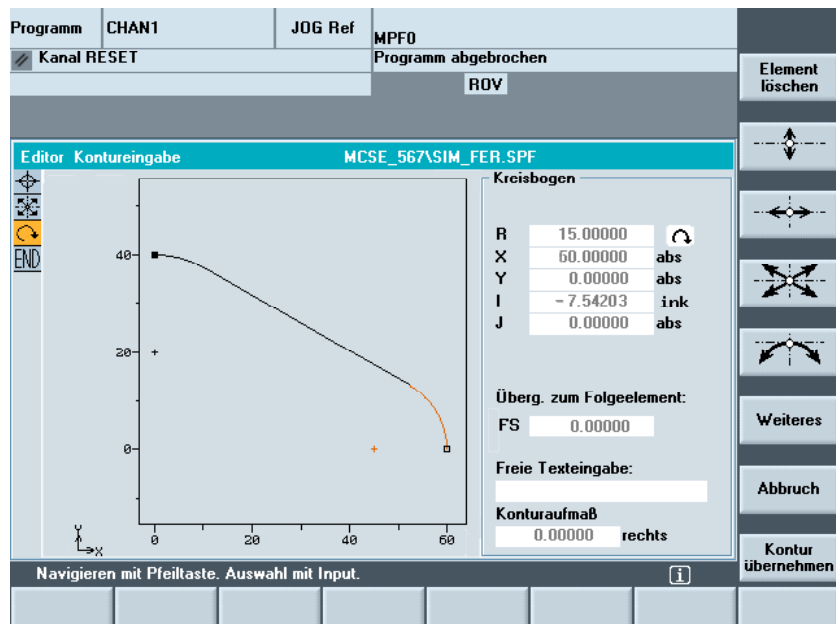 Programm CHAN1 JOG Ref MPF0
Kanal RESET Programm abgebrochen
ROV
Editor Kontureingabe MCSE_567\SIM_FER.SPF
END
40
20
0
0 20 40 60
Y
X
Kreisbogen
R 15.00000
X 60.00000 abs
Y 0.00000 abs
I -7.54203 ink
J 0.00000 abs
Überg. zum Folgeelement:
FS 0.00000
Freie Texteingabe:
Konturaufmaß
0.00000 rechts
Navigieren mit Pfeiltaste. Auswahl mit Input.
i
Element
löschen
Weiteres
Abbruch
Kontur
übernehmen